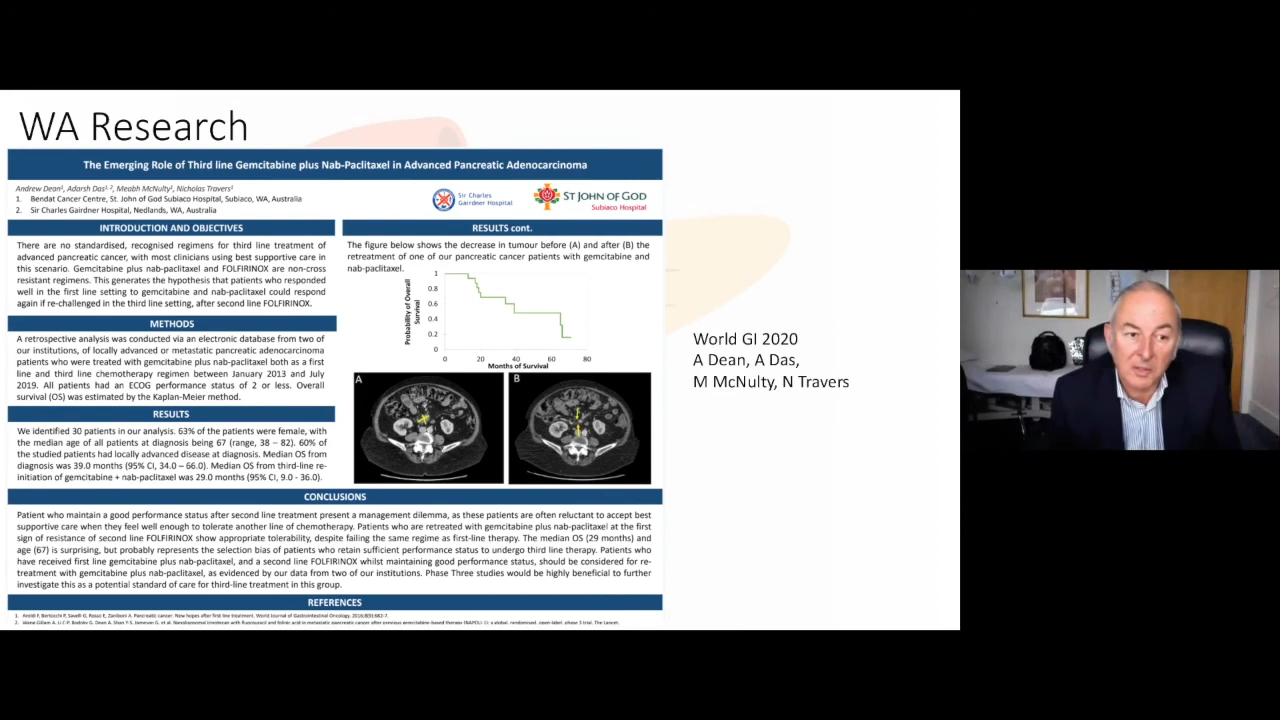 WA Research
The Emerging Role of Third line Gemcitabine plus Nab-Paclitaxel in Advanced Pancreatic Adenocarcinoma
Andrew Dean¹, Adarsh Das¹˒ ², Meabh McNulty¹, Nicholas Travers¹
1. Bendat Cancer Centre, St. John of God Subiaco Hospital, Subiaco, WA, Australia
2. Sir Charles Gairdner Hospital, Nedlands, WA, Australia
Sir Charles
Gairdner Hospital
ST JOHN OF GOD
Subiaco Hospital
INTRODUCTION AND OBJECTIVES
There are no standardised, recognised regimens for third line treatment of
advanced pancreatic cancer, with most clinicians using best supportive care in
this scenario. Gemcitabine plus nab-paclitaxel and FOLFIRINOX are non-cross
resistant regimens. This generates the hypothesis that patients who responded
well in the first line setting to gemcitabine and nab-paclitaxel could respond
again if re-challenged in the third line setting, after second line FOLFIRINOX.
METHODS
A retrospective analysis was conducted via an electronic database from two of
our institutions, of locally advanced or metastatic pancreatic adenocarcinoma
patients who were treated with gemcitabine plus nab-paclitaxel both as a first
line and third line chemotherapy regimen between January 2013 and July
2019. All patients had an ECOG performance status of 2 or less. Overall
survival (OS) was estimated by the Kaplan-Meier method.
RESULTS
We identified 30 patients in our analysis. 63% of the patients were female, with
the median age of all patients at diagnosis being 67 (range, 38 – 82). 60% of
the studied patients had locally advanced disease at diagnosis. Median OS from
diagnosis was 39.0 months (95% CI, 34.0 – 66.0). Median OS from third-line re-
initiation of gemcitabine + nab-paclitaxel was 29.0 months (95% CI, 9.0 - 36.0).
RESULTS cont.
The figure below shows the decrease in tumour before (A) and after (B) the
retreatment of one of our pancreatic cancer patients with gemcitabine and
nab-paclitaxel.
Probability of Overall
Survival
1
0.8
0.6
0.4
0.2
0
0 20 40 60 80
Months of Survival
A
B
CONCLUSIONS
Patient who maintain a good performance status after second line treatment present a management dilemma, as these patients are often reluctant to accept best
supportive care when they feel well enough to tolerate another line of chemotherapy. Patients who are retreated with gemcitabine plus nab-paclitaxel at the first
sign of resistance of second line FOLFIRINOX show appropriate tolerability, despite failing the same regime as first-line therapy. The median OS (29 months) and
age (67) is surprising, but probably represents the selection bias of patients who retain sufficient performance status to undergo third line therapy. Patients who
have received first line gemcitabine plus nab-paclitaxel, and a second line FOLFIRINOX whilst maintaining good performance status, should be considered for re-
treatment with gemcitabine plus nab-paclitaxel, as evidenced by our data from two of our institutions. Phase Three studies would be highly beneficial to further
investigate this as a potential standard of care for third-line treatment in this group.
REFERENCES
World GI 2020
A Dean, A Das,
M McNulty, N Travers